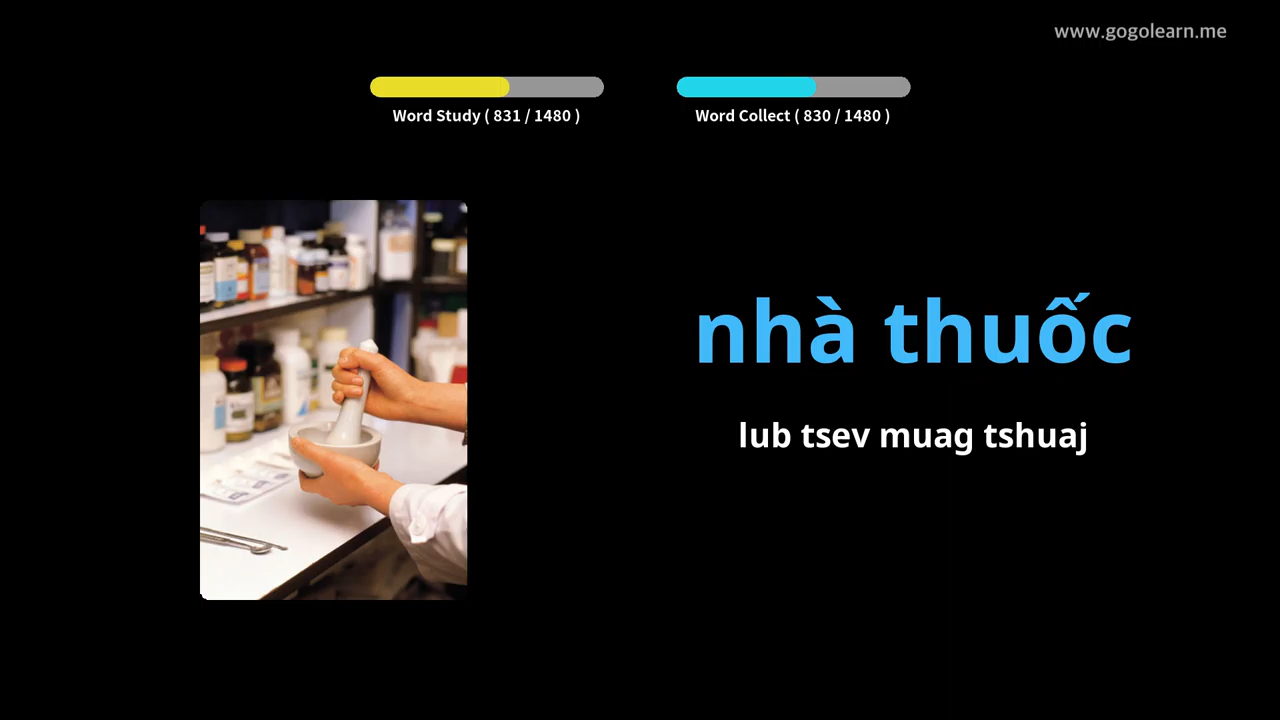 www.gogolearn.me
Word Study ( 831 / 1480 )
Word Collect ( 830 / 1480 )
nhà thuốc
lub tsev muag tshuaj